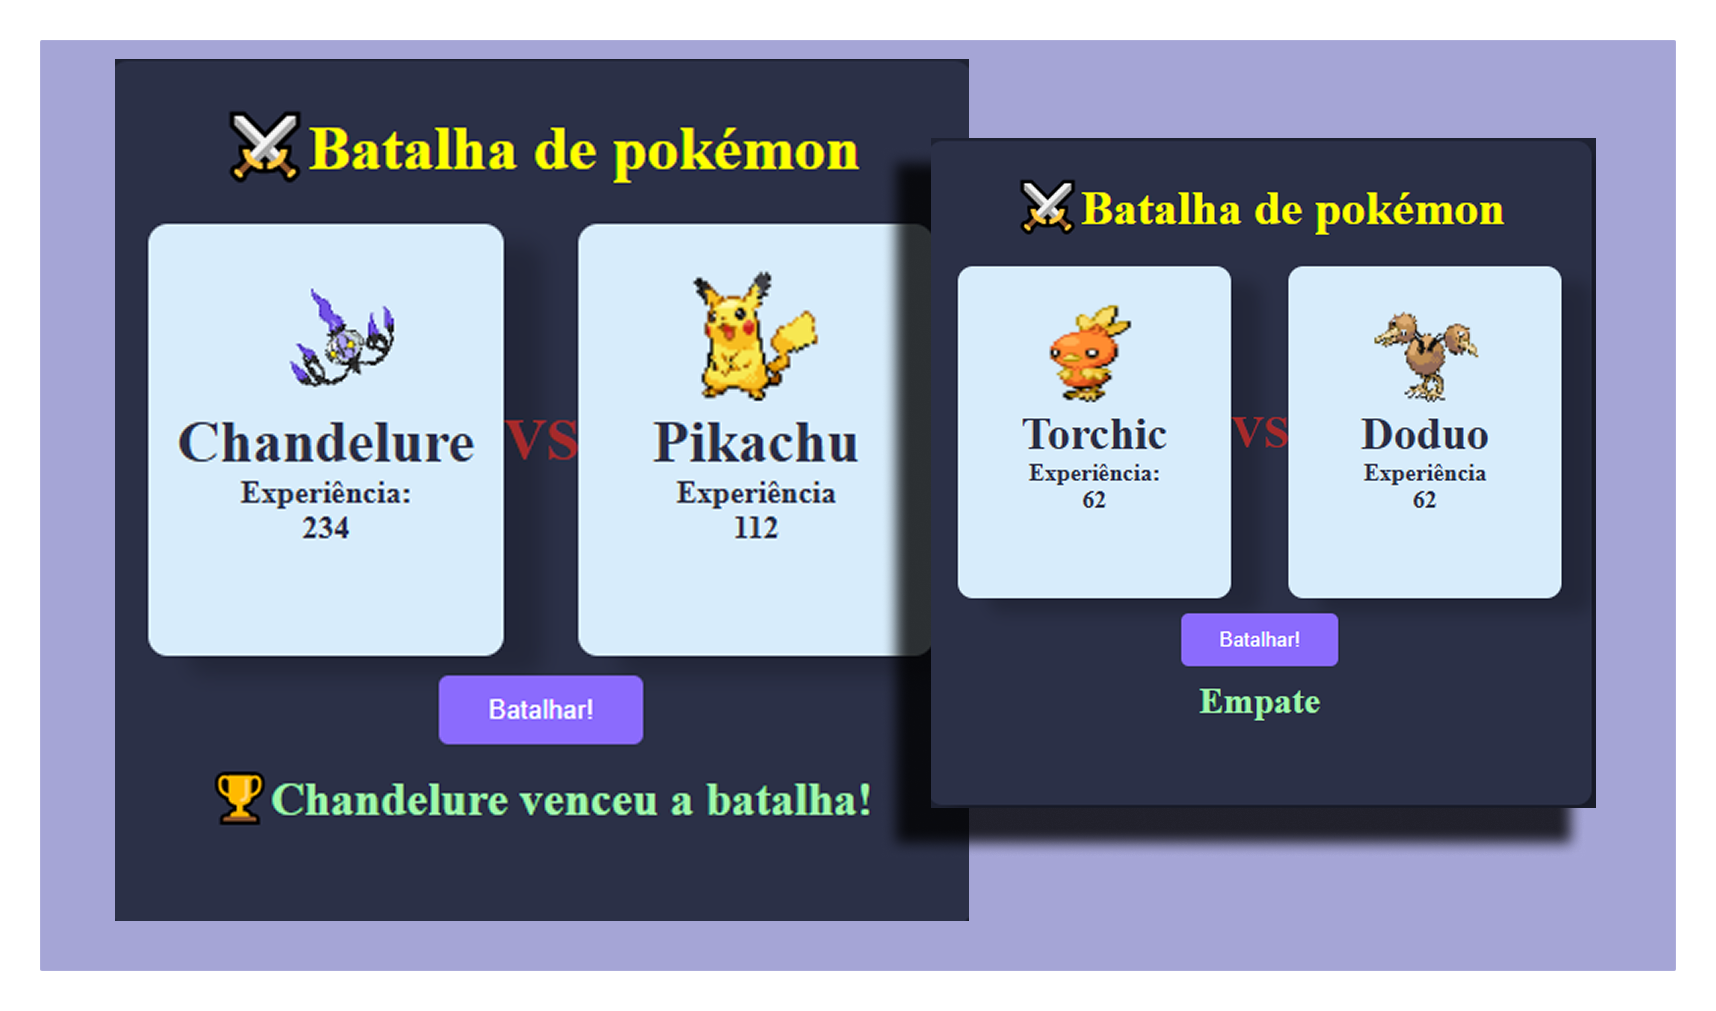 Batalha de pokémon
Chandelure
Experiência:
234
VS
Pikachu
Experiência
112
Batalhar!
Chandelure venceu a batalha!
Batalha de pokémon
Torchic
Experiência:
62
VS
Doduo
Experiência
62
Batalhar!
Empate